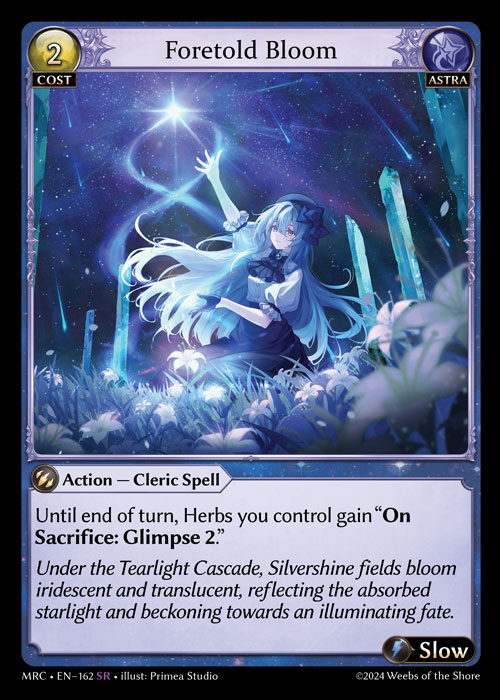 2
COST
Foretold Bloom
ASTRA
Action — Cleric Spell
Until end of turn, Herbs you control gain “On
Sacrifice: Glimpse 2.”
Under the Tearlight Cascade, Silvershine fields bloom
iridescent and translucent, reflecting the absorbed
starlight and beckoning towards an illuminating fate.
Slow
MRC • EN–162 SR • illust: Primea Studio
©2024 Weebs of the Shore